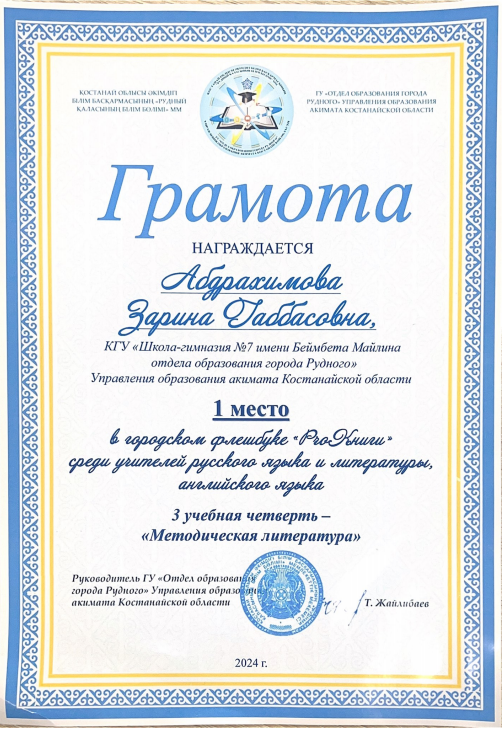 ҚОСТАНАЙ ОБЛЫСЫ ӘКІМДІГІ
БІЛІМ БАСҚАРМАСЫНЫҢ «РУДНЫЙ
ҚАЛАСЫНЫҢ БІЛІМ БӨЛІМІ» ММ
ГУ «ОТДЕЛ ОБРАЗОВАНИЯ ГОРОДА
РУДНОГО» УПРАВЛЕНИЯ ОБРАЗОВАНИЯ
АКИМАТА КОСТАНАЙСКОЙ ОБЛАСТИ
Грамота
НАГРАЖДАЕТСЯ
Абдрахимова
Зарина Габбасовна,
КГУ «Школа-гимназия №7 имени Беймбета Майлина
отдела образования города Рудного»
Управления образования акимата Костанайской области
1 место
в городском флешбуке «ProКниги»
среди учителей русского языка и литературы,
английского языка
3 учебная четверть –
«Методическая литература»
Руководитель ГУ «Отдел образования
города Рудного» Управления образования
акимата Костанайской области
Т. Жайлибаев
2024 г.